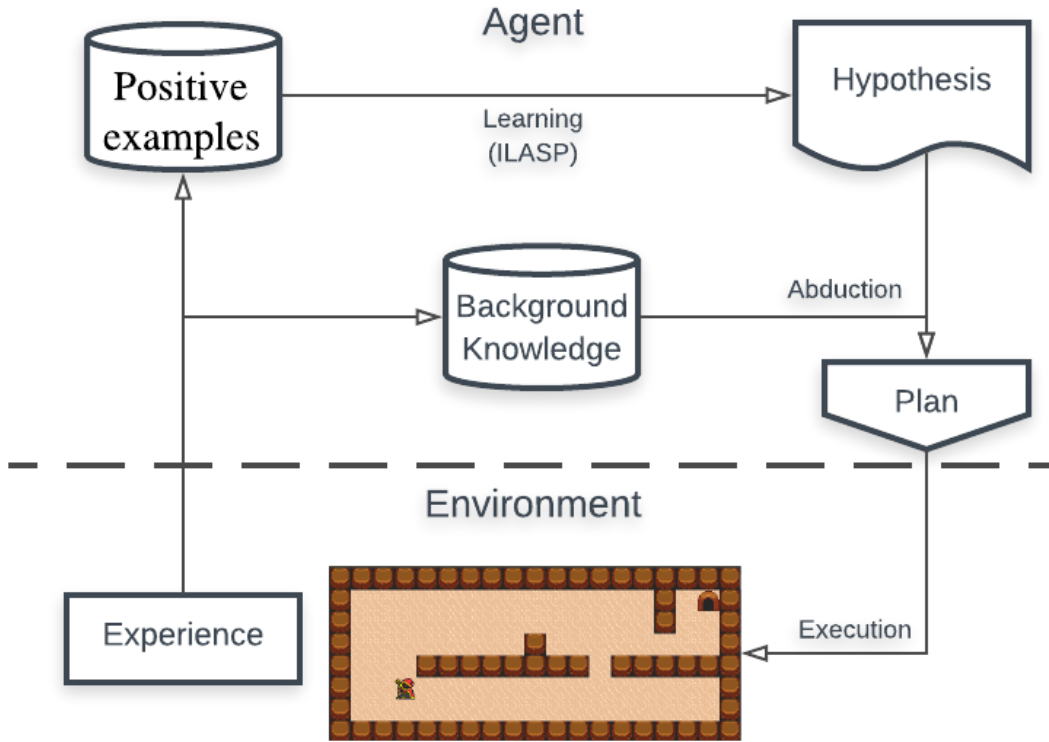 Agent
Positive
examples
Hypothesis
Learning
(ILASP)
Background
Knowledge
Abduction
Plan
Environment
Experience
Execution